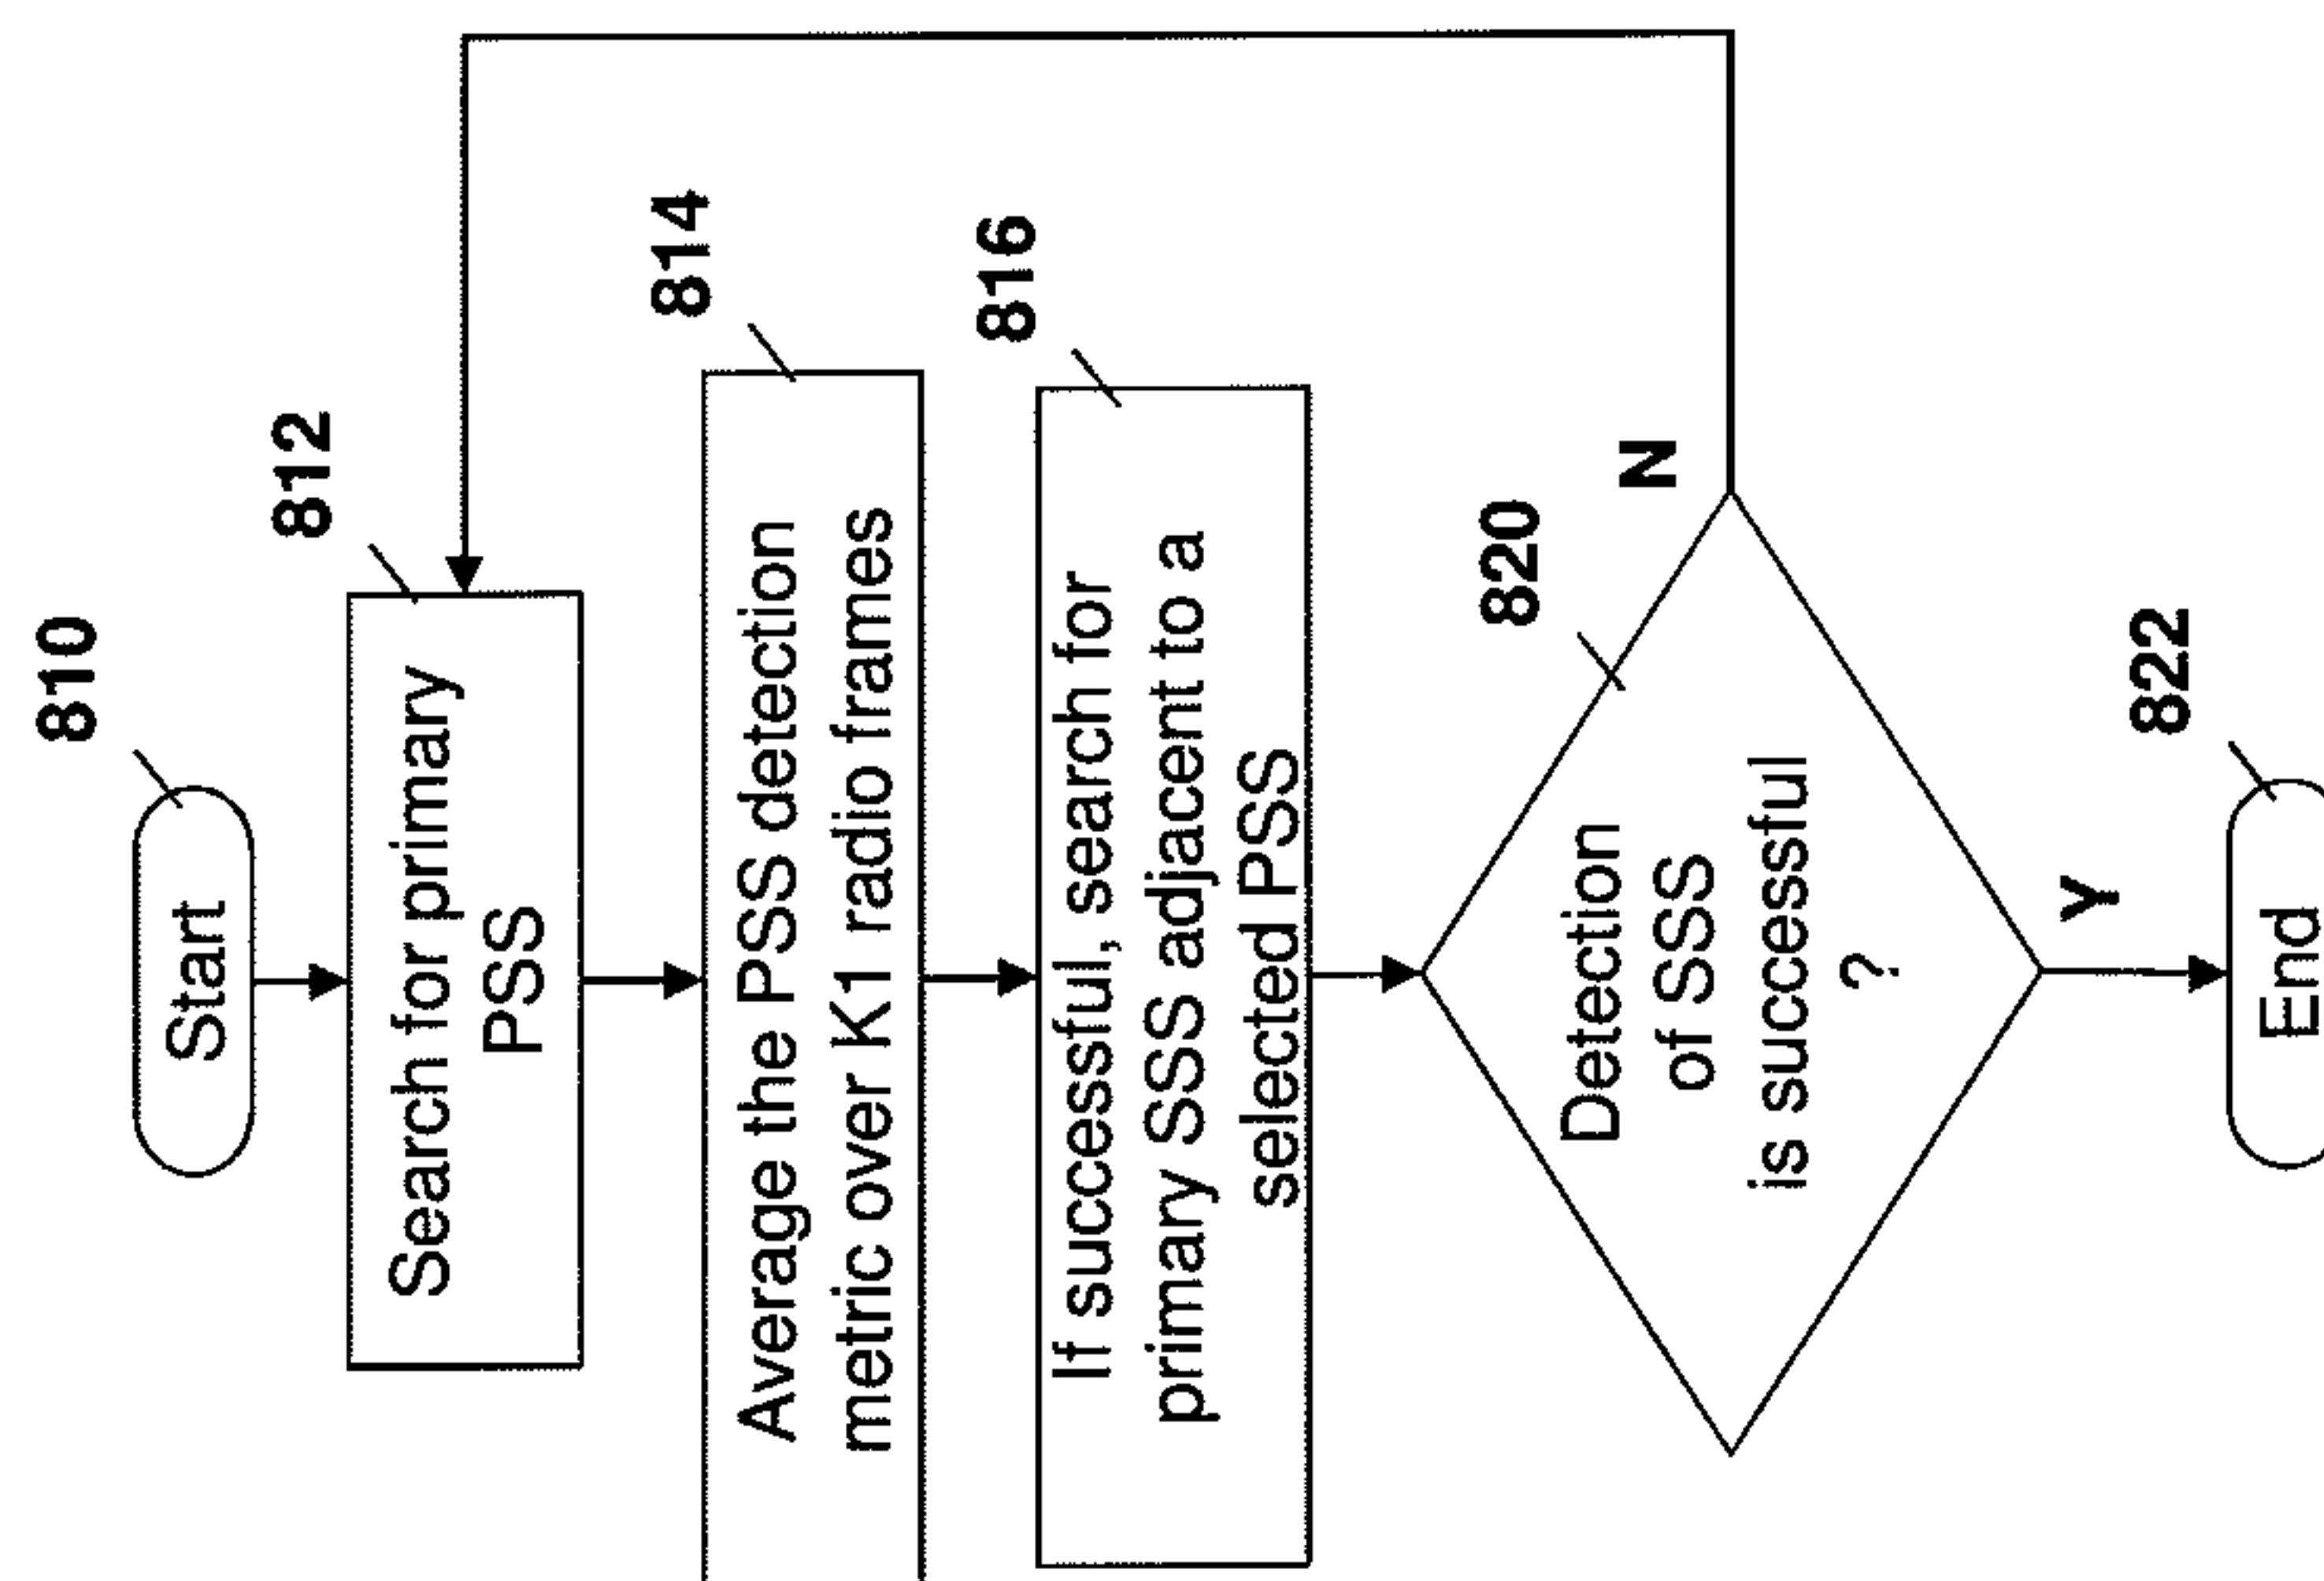 810
Start
812
Search for primary
PSS
814
Average the PSS detection
metric over K1 radio frames
816
If successful, search for
primary SSS adjacent to a
selected PSS
820
Detection
of SSS
is successful
?
N
Y
822
End